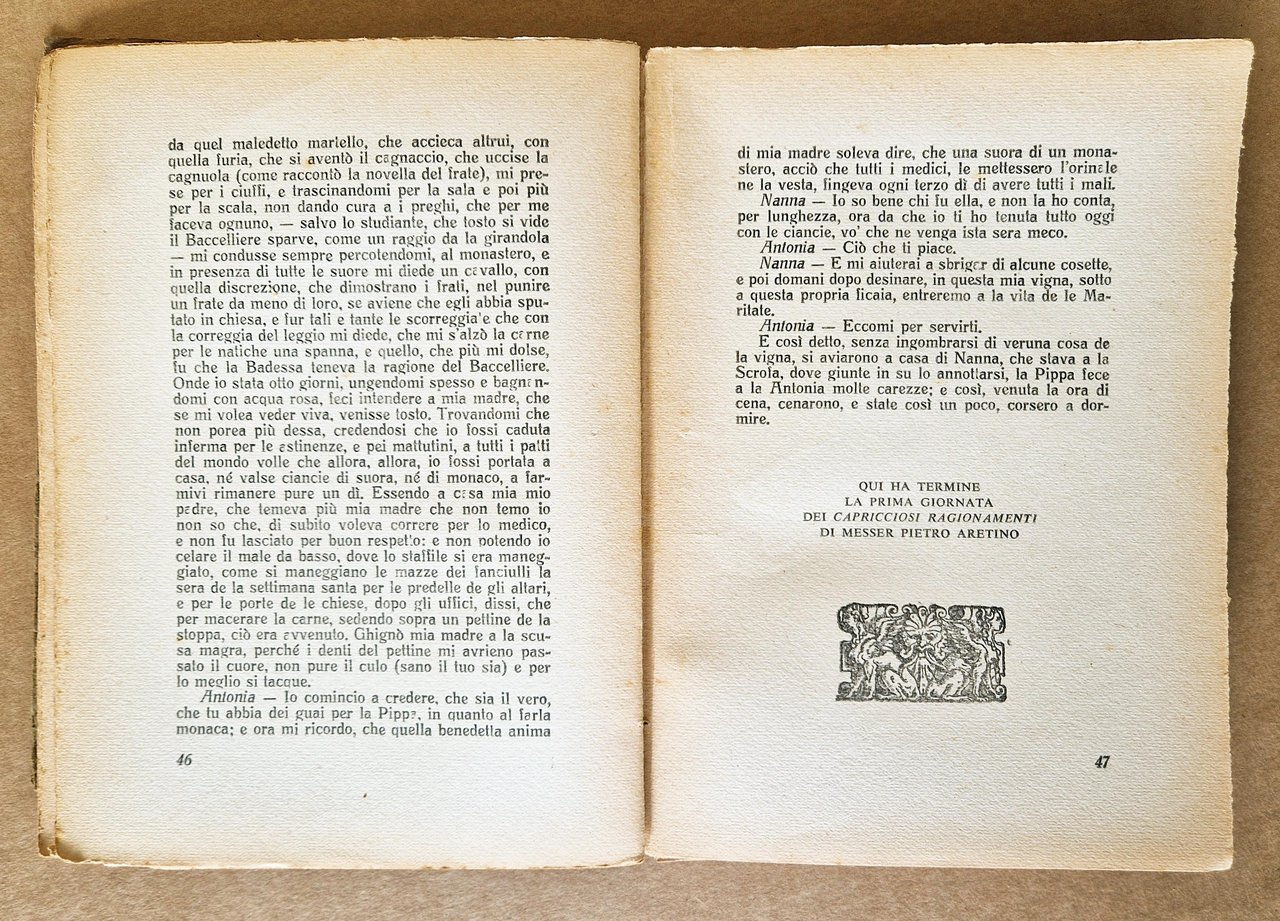 da quel maledetto martello, che accieca altrui, con
quella furia, che si aventò il cagnaccio, che uccise la
cagnuola (come raccontò la novella del frate), mi pre-
se per i ciuffi, e trascinandomi per la sala e poi più
per la scala, non dando cura a i preghi, che per me
faceva ognuno, — salvo lo studiante, che tosto si vide
il Baccelliere sparve, come un raggio da la girandola
— mi condusse sempre percotendomi, al monastero, e
in presenza di tutte le suore mi diede un cavallo, con
quella discrezione, che dimostrano i frati, nel punire
un frate da meno di loro, se aviene che egli abbia spu-
tato in chiesa, e fur tali e tante le scorreggia'e che con
la correggia del leggio mi diede, che mi s'alzò la carne
per le natiche una spanna, e quello, che più mi dolse,
fu che la Badessa teneva la ragione del Baccelliere.
Onde io stata otto giorni, ungendomi spesso e bagnan-
domi con acqua rosa, feci intendere a mia madre, che
se mi volea veder viva, venisse tosto. Trovandomi che
non porea più dessa, credendosi che io fossi caduta
inferma per le astinenze, e pei mattutini, a tutti i patti
del mondo volle che allora, allora, io fossi portata a
casa, né valse ciancie di suora, né di monaco, a far-
mivi rimanere pure un dì. Essendo a casa mia mio
padre, che temeva più mia madre che non temo io
non so che, di subito voleva correre per lo medico,
e non fu lasciato per buon respetto: e non potendo io
celare il male da basso, dove lo staffile si era maneg-
giato, come si maneggiano le mazze dei fanciulli la
sera de la settimana santa per le predelle de gli altari,
e per le porte de le chiese, dopo gli uffici, dissi, che
per macerare la carne, sedendo sopra un pettine de la
stoppa, ciò era avvenuto. Ghignò mia madre a la scu-
sa magra, perché i denti del pettine mi avrieno pas-
sato il cuore, non pure il culo (sano il tuo sia) e per
lo meglio si tacque.
Antonia — Io comincio a credere, che sia il vero,
che tu abbia dei guai per la Pippa, in quanto al farla
monaca; e ora mi ricordo, che quella benedetta anima
46
di mia madre soleva dire, che una suora di un mona-
stero, acciò che tutti i medici, le mettessero l'orinale
ne la vesta, fingeva ogni terzo dì di avere tutti i mali.
Nanna — Io so bene chi fu ella, e non la ho conta,
per lunghezza, ora da che io ti ho tenuta tutto oggi
con le ciancie, vo' che ne venga ista sera meco.
Antonia — Ciò che ti piace.
Nanna — E mi aiuterai a sbrigar di alcune cosette,
e poi domani dopo desinare, in questa mia vigna, sotto
a questa propria ficaia, entreremo a la vita de le Ma-
ritate.
Antonia — Eccomi per servirti.
E così detto, senza ingombrarsi di veruna cosa de
la vigna, si aviarono a casa di Nanna, che stava a la
Scrofa, dove giunte in su lo annottarsi, la Pippa fece
a la Antonia molte carezze; e così, venuta la ora di
cena, cenarono, e state così un poco, corsero a dor-
mire.
QUI HA TERMINE
LA PRIMA GIORNATA
DEI CAPRICCIOSI RAGIONAMENTI
DI MESSER PIETRO ARETINO
47